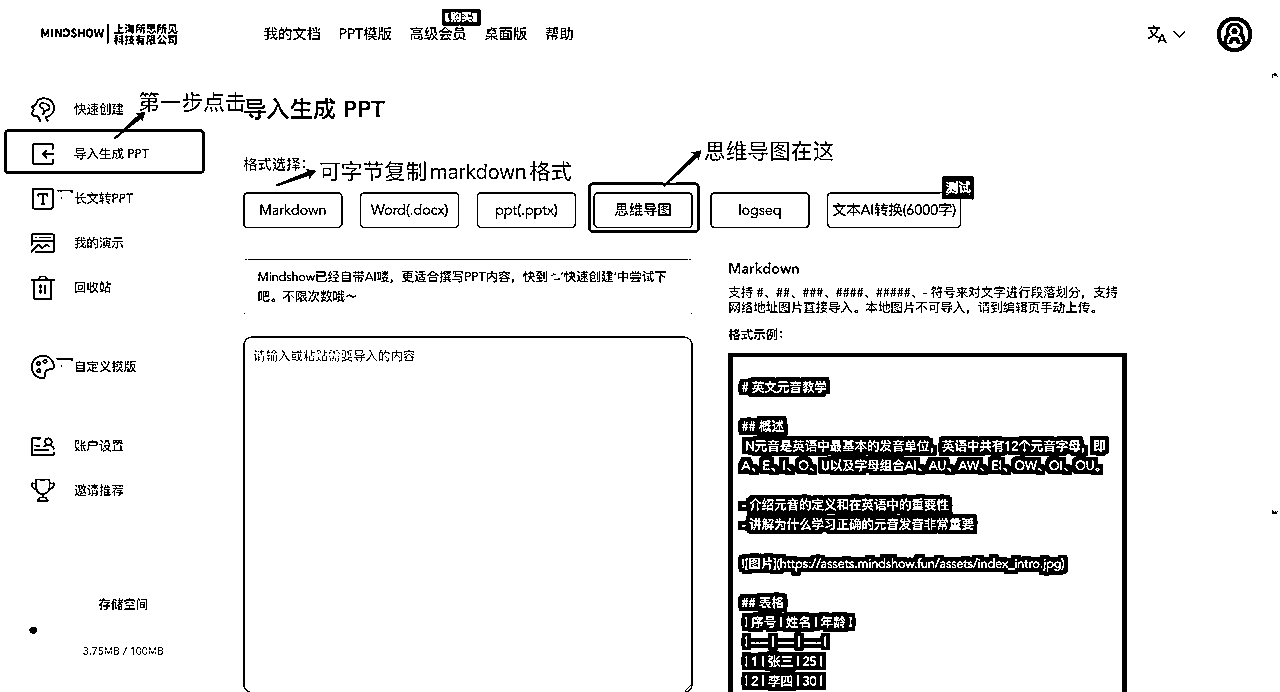 MINDSHOW 上海所思所见
科技有限公司
我的文档 PPT模版 高级会员 桌面版 帮助
【购买】
文A
快速创建
第一步点击
导入生成 PPT
导入生成 PPT
长文转PPT
我的演示
回收站
自定义模版
账户设置
邀请推荐
存储空间
3.75MB / 100MB
格式选择:
可字节复制markdown格式
思维导图在这
测试
Markdown Word(.docx) ppt(.pptx) 思维导图 logseq 文本AI转换(6000字)
Mindshow已经自带AI喽，更适合撰写PPT内容，快到“快速创建”中尝试下
吧。不限次数哦～
请输入或粘贴需要导入的内容
Markdown
支持 #、##、###、####、#####、- 符号来对文字进行段落划分，支持
网络地址图片直接导入。本地图片不可导入，请到编辑页手动上传。
格式示例:
# 英文元音教学
## 概述
N元音是英语中最基本的发音单位，英语中共有12个元音字母，即
A、E、I、O、U以及字母组合AI、AU、AW、EI、OW、OI、OU。
- 介绍元音的定义和在英语中的重要性
- 讲解为什么学习正确的元音发音非常重要
![图片](https://assets.mindshow.fun/assets/index_intro.jpg)
## 表格
| 序号 | 姓名 | 年龄 |
|---|---|---|
| 1 | 张三 | 25 |
| 2 | 李四 | 30 |